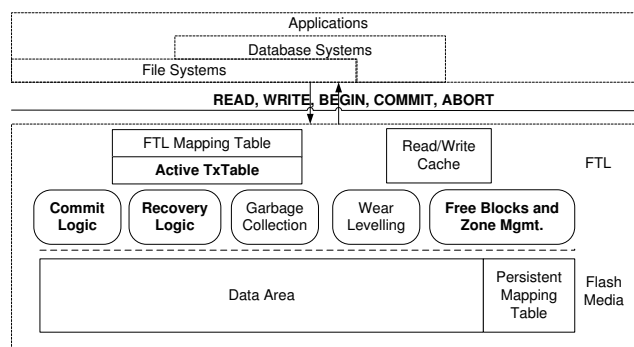 Applications
Database Systems
File Systems
READ, WRITE, BEGIN, COMMIT, ABORT
FTL Mapping Table
Active TxTable
Read/Write
Cache
FTL
Commit
Logic
Recovery
Logic
Garbage
Collection
Wear
Levelling
Free Blocks and
Zone Mgmt.
Data Area
Persistent
Mapping
Table
Flash
Media